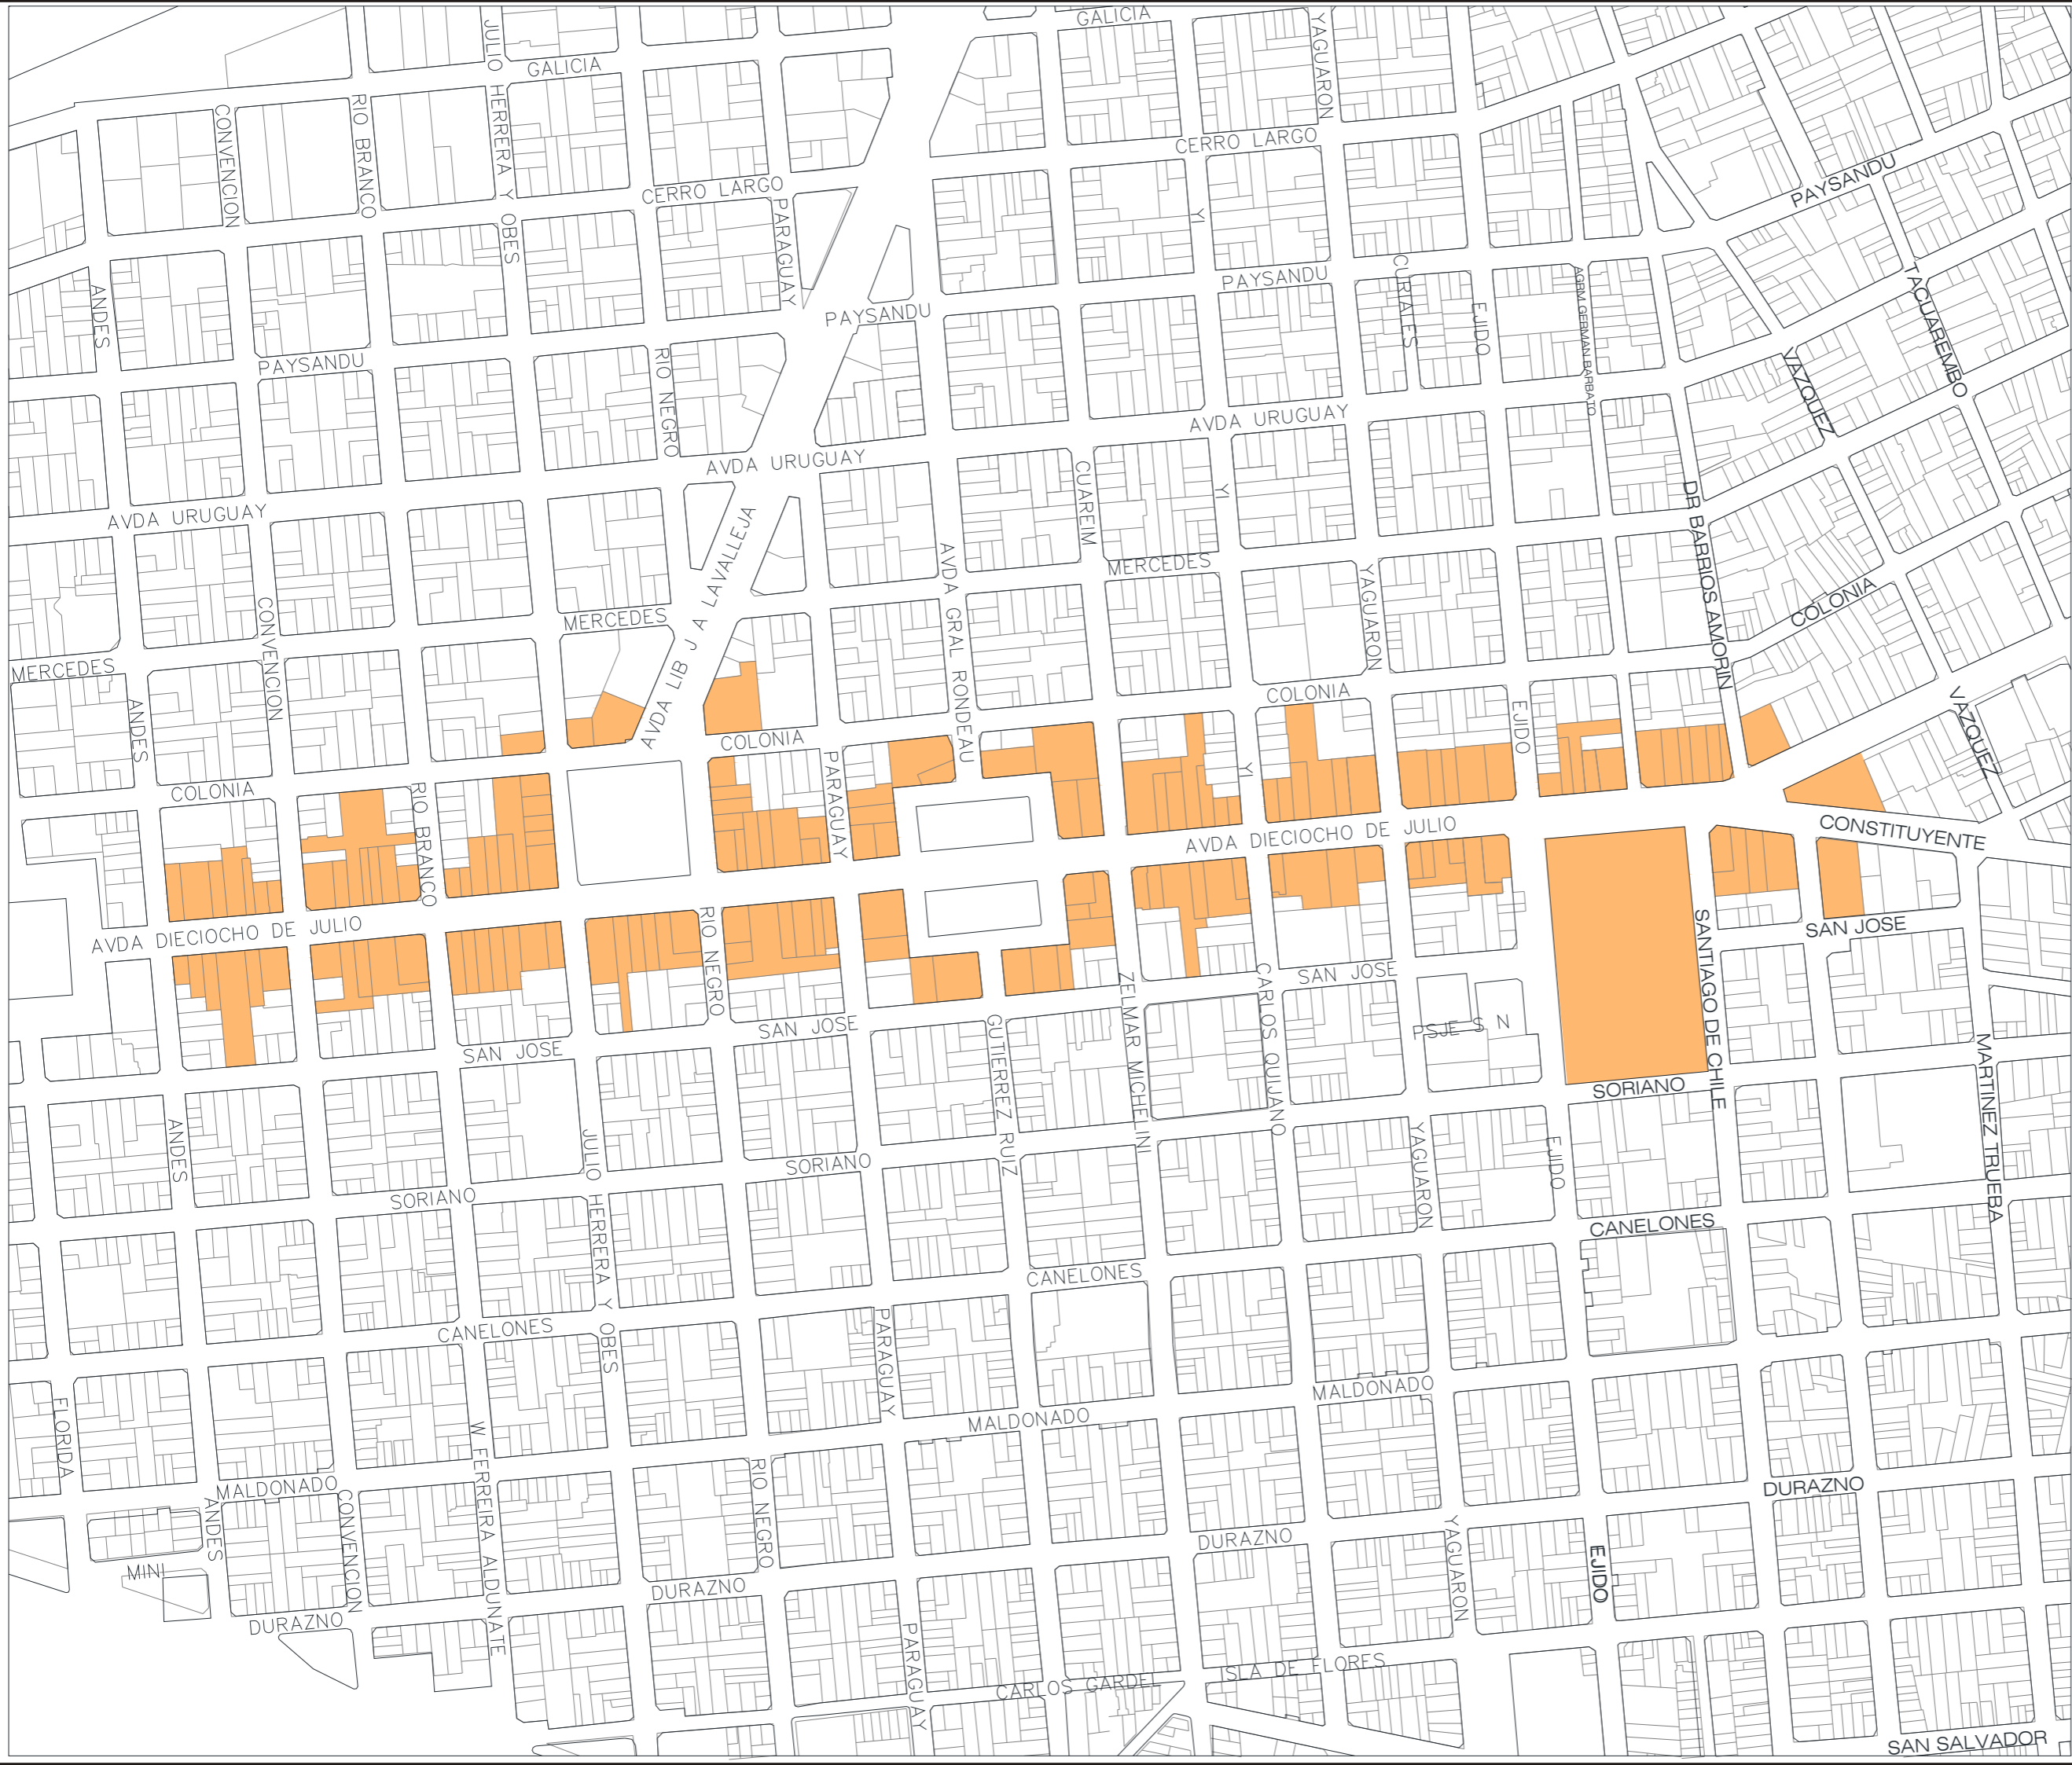 GALICIA
JULIO
YAGUARON
GALICIA
HERRERA Y
CONVENCION
RIO BRANCO
CERRO LARGO
PAYSANDU
CERRO LARGO
OBES
PARAGUAY
YI
PAYSANDU
CURIALES
AGRM GERMAN BARBATO
TACUAREMBO
ANDES
PAYSANDU
EJIDO
PAYSANDU
RIO NEGRO
VAZQUEZ
AVDA URUGUAY
AVDA URUGUAY
CUAREIM
YI
DR BARRIOS AMORIN
AVDA URUGUAY
AVDA LIB J A LAVALLEJA
AVDA GRAL RONDEAU
MERCEDES
YAGUARON
COLONIA
CONVENCION
MERCEDES
MERCEDES
ANDES
COLONIA
EJIDO
VAZQUEZ
COLONIA
PARAGUAY
YI
COLONIA
RIO BRANCO
AVDA DIECIOCHO DE JULIO
CONSTITUYENTE
AVDA DIECIOCHO DE JULIO
RIO NEGRO
SANTIAGO DE CHILE
SAN JOSE
ZELMAR MICHELINI
CARLOS QUIJANO
SAN JOSE
SAN JOSE
GUTIERREZ RUIZ
PSJE S N
MARTINEZ TRUEBA
SAN JOSE
SORIANO
ANDES
JULIO
YAGUARON
EJIDO
SORIANO
SORIANO
HERRERA Y
CANELONES
CANELONES
PARAGUAY
CANELONES
OBES
MALDONADO
FLORIDA
MALDONADO
W FERREIRA ALDUNATE
RIO NEGRO
MALDONADO
DURAZNO
ANDES
CONVENCION
YAGUARON
DURAZNO
EJIDO
MINI
DURAZNO
DURAZNO
PARAGUAY
ISLA DE FLORES
CARLOS GARDEL
SAN SALVADOR